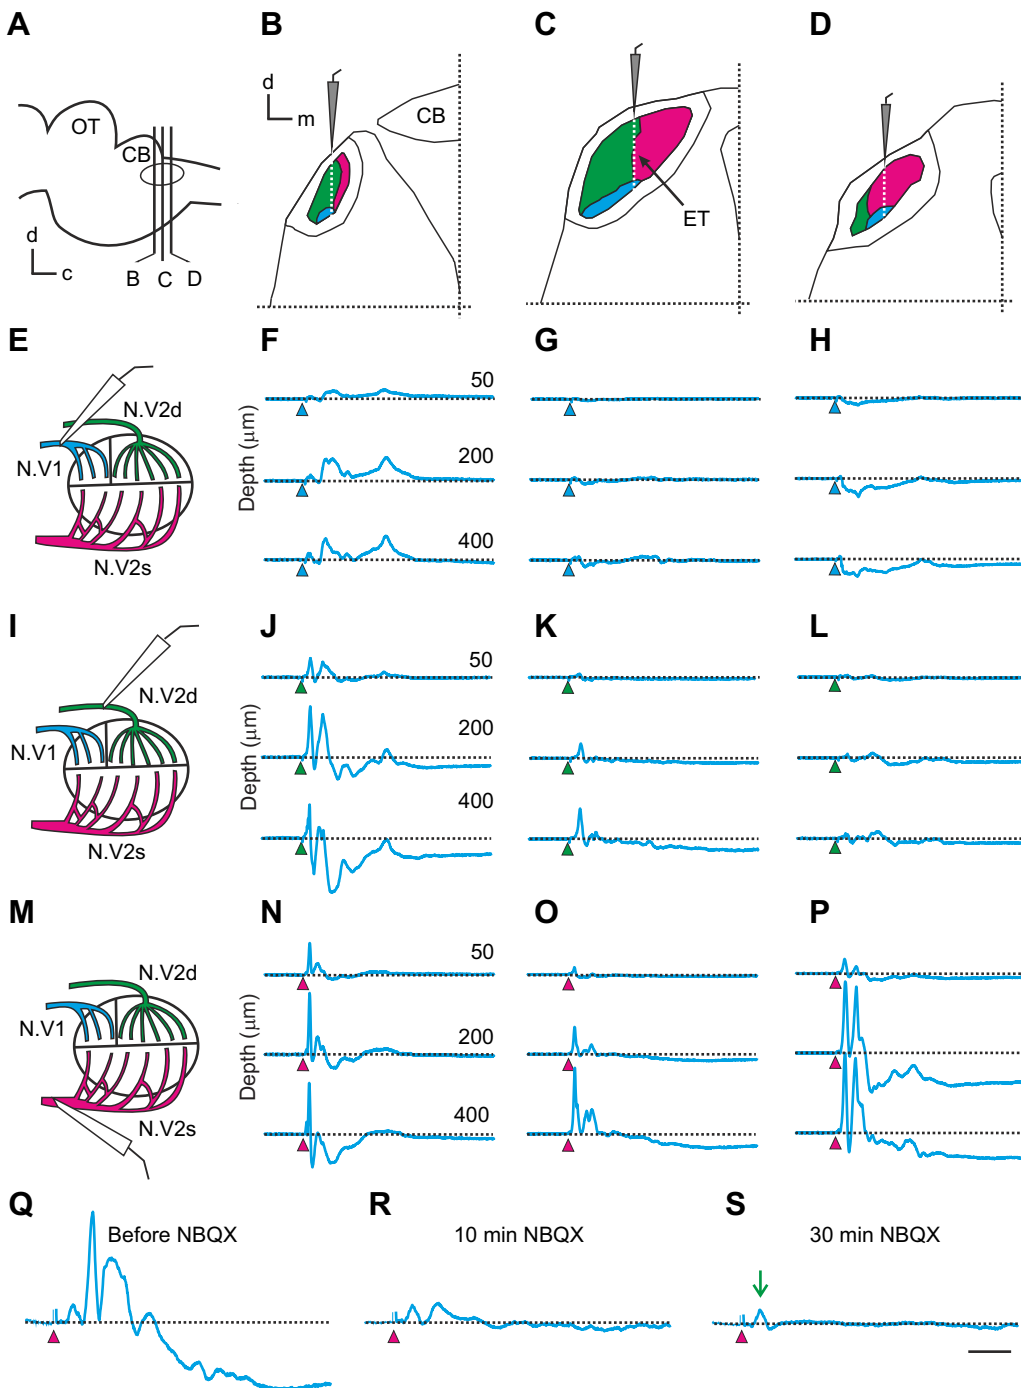 A
B
C
D
OT
CB
d
c
B
C
D
d
m
CB
ET
E
F
G
H
N.V2d
N.V1
N.V2s
Depth (μm)
50
200
400
I
J
K
L
N.V2d
N.V1
N.V2s
Depth (μm)
50
200
400
M
N
O
P
N.V2d
N.V1
N.V2s
Depth (μm)
50
200
400
Q
R
S
Before NBQX
10 min NBQX
30 min NBQX